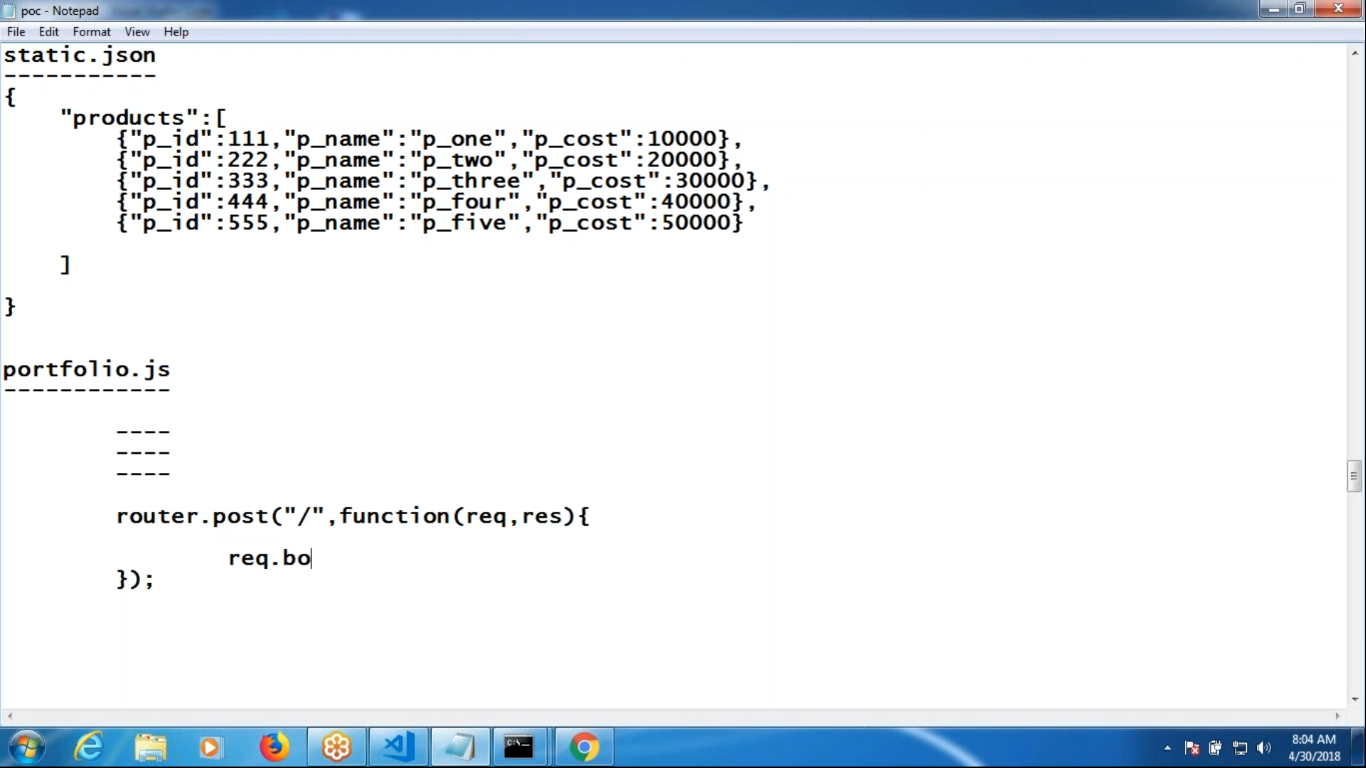 poc - Notepad
File Edit Format View Help
static.json
-----------
{
"products":[
{"p_id":111,"p_name":"p_one","p_cost":10000},
{"p_id":222,"p_name":"p_two","p_cost":20000},
{"p_id":333,"p_name":"p_three","p_cost":30000},
{"p_id":444,"p_name":"p_four","p_cost":40000},
{"p_id":555,"p_name":"p_five","p_cost":50000}
]
}
portfolio.js
------------
----
----
----
router.post("/",function(req,res){
req.bo
});
8:04 AM
4/30/2018